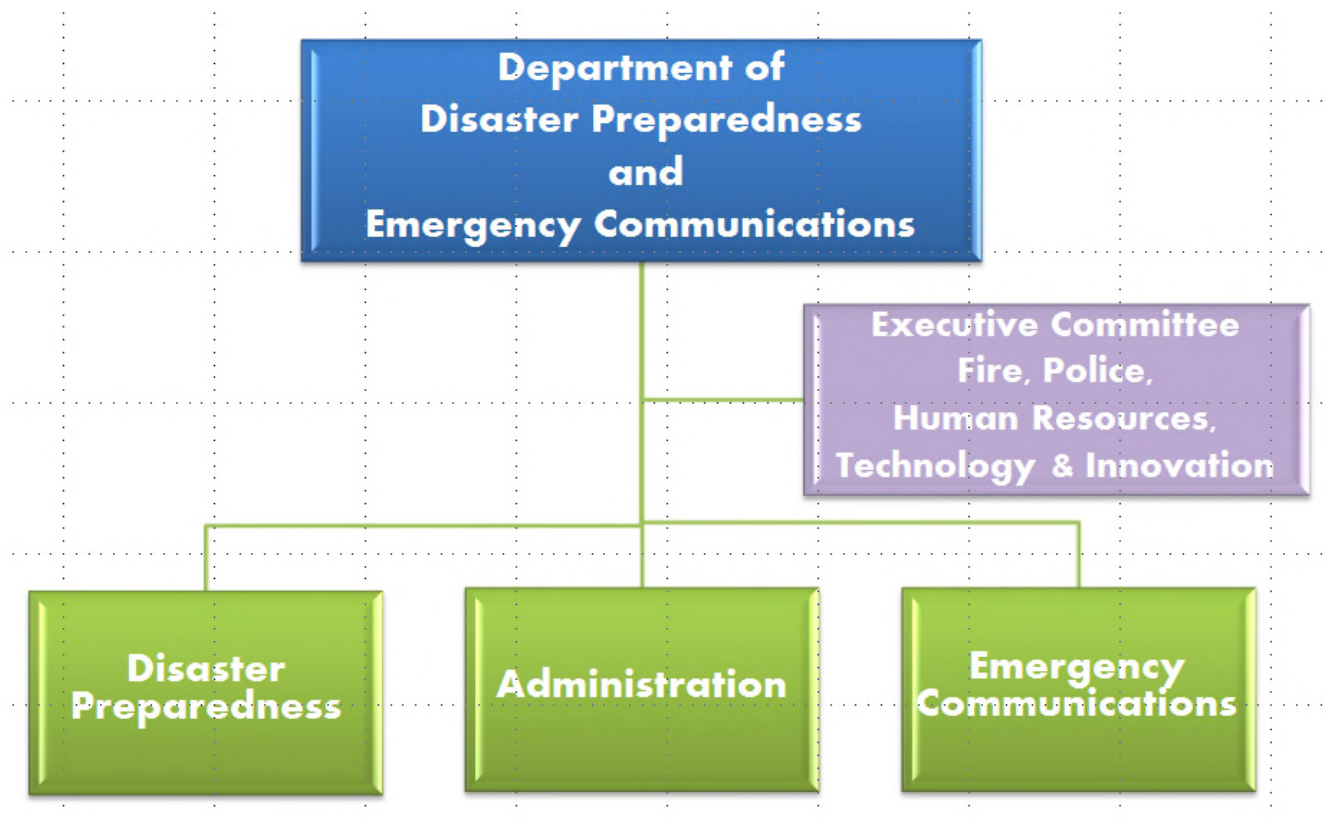 Department of
Disaster Preparedness
and
Emergency Communications
Executive Committee
Fire, Police,
Human Resources,
Technology & Innovation
Disaster
Preparedness
Administration
Emergency
Communications